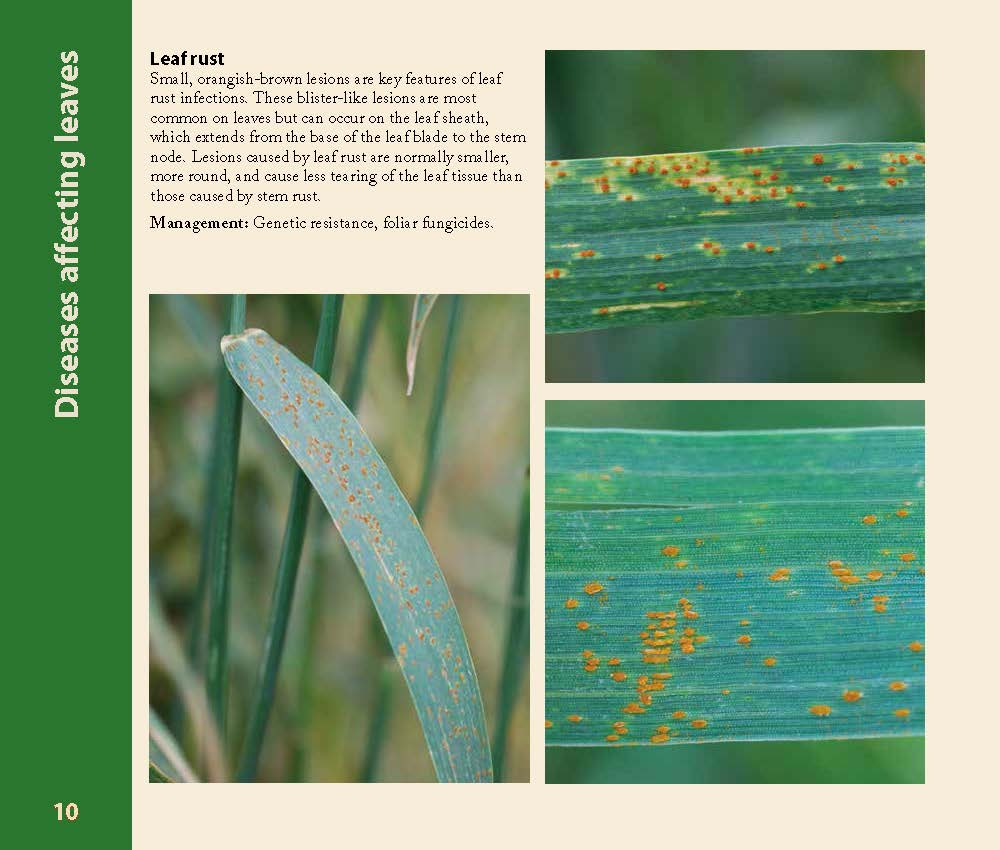 Diseases affecting leaves
Leaf rust
Small, orangish-brown lesions are key features of leaf
rust infections. These blister-like lesions are most
common on leaves but can occur on the leaf sheath,
which extends from the base of the leaf blade to the stem
node. Lesions caused by leaf rust are normally smaller,
more round, and cause less tearing of the leaf tissue than
those caused by stem rust.
Management: Genetic resistance, foliar fungicides.
10